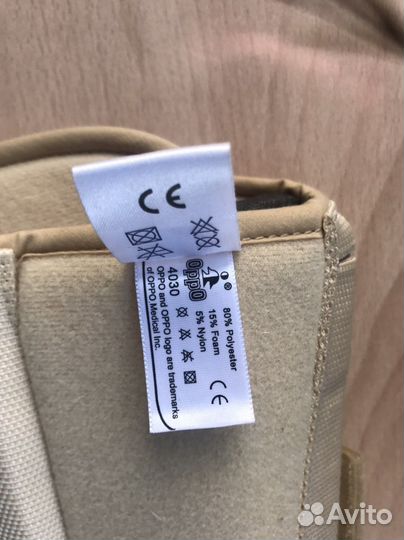 CE
OppO®
4030
OPPO and OPPO logo are trademarks
of OPPO Medical Inc.
80% Polyester
15% Foam
5% Nylon
CE
Avito